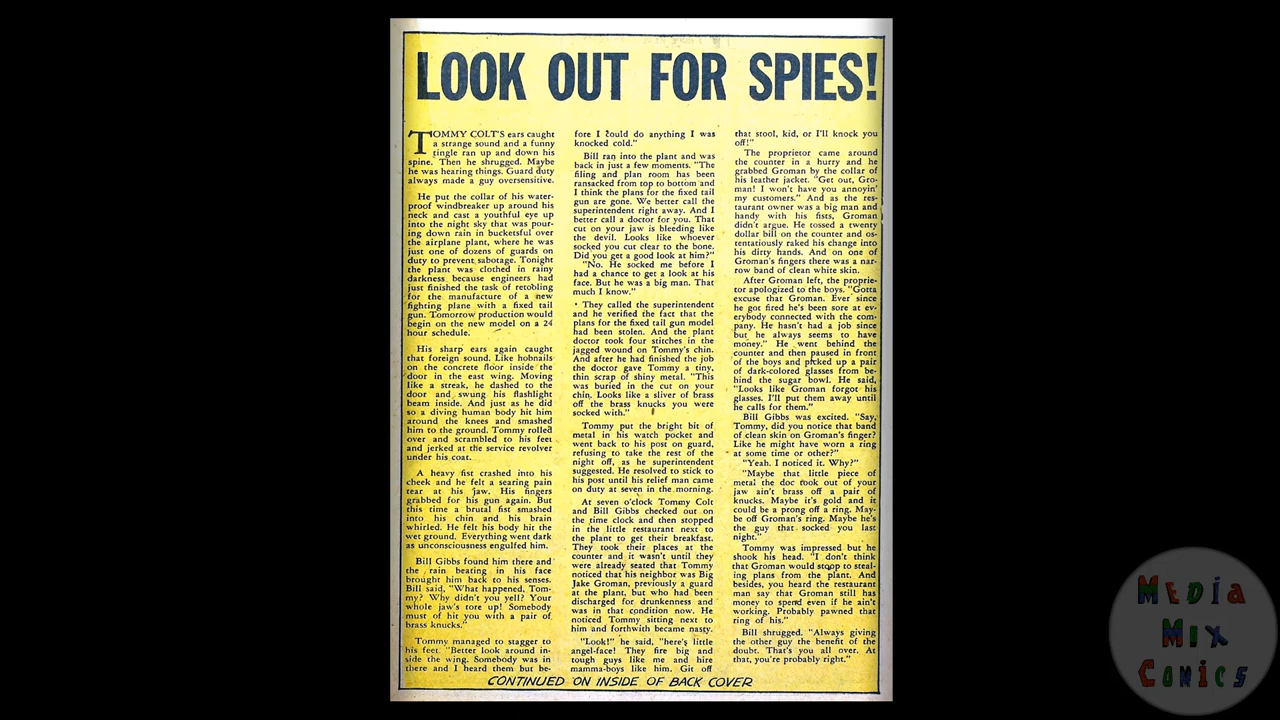 LOOK OUT FOR SPIES!
TOMMY COLT'S ears caught
a strange sound and a funny
tingle ran up and down his
spine. Then he shrugged. Maybe
he was hearing things. Guard duty
always made a guy oversensitive.
He put the collar of his water-
proof windbreaker up around his
neck and cast a youthful eye up
into the night sky that was pour-
ing down rain in bucketsful over
the airplane plant, where he was
just one of dozens of guards on
duty to prevent sabotage. Tonight
the plant was clothed in rainy
darkness because engineers had
just finished the task of retobling
for the manufacture of a new
fighting plane with a fixed tail
gun. Tomorrow production would
begin on the new model on a 24
hour schedule.
His sharp ears again caught
that foreign sound. Like hobnails
on the concrete floor inside the
door in the east wing. Moving
like a streak, he dashed to the
door and swung his flashlight
beam inside. And just as he did
so a diving human body hit him
around the knees and smashed
him to the ground. Tommy rolled
over and scrambled to his feet
and jerked at the service revolver
under his coat.
A heavy fist crashed into his
cheek and he felt a searing pain
tear at his jaw. His fingers
grabbed for his gun again. But
this time a brutal fist smashed
into his chin and his brain
whirled. He felt his body hit the
wet ground. Everything went dark
as unconsciousness engulfed him.
Bill Gibbs found him there and
the rain beating in his face
brought him back to his senses.
Bill said, "What happened, Tom-
my? Why didn't you yell? Your
whole jaw's tore up! Somebody
must of hit you with a pair of
brass knucks."
Tommy managed to stagger to
his feet. "Better look around in-
side the wing. Somebody was in
there and I heard them but be-
fore I could do anything I was
knocked cold."
Bill ran into the plant and was
back in just a few moments. "The
filing and plan room has been
ransacked from top to bottom and
I think the plans for the fixed tail
gun are gone. We better call the
superintendent right away. And I
better call a doctor for you. That
cut on your jaw is bleeding like
the devil. Looks like whoever
socked you cut clear to the bone.
Did you get a good look at him?"
"No. He socked me before I
had a chance to get a look at his
face. But he was a big man. That
much I know."
They called the superintendent
and he verified the fact that the
plans for the fixed tail gun model
had been stolen. And the plant
doctor took four stitches in the
jagged wound on Tommy's chin.
And after he had finished the job
the doctor gave Tommy a tiny,
thin scrap of shiny metal. "This
was buried in the cut on your
chin. Looks like a sliver of brass
off the brass knucks you were
socked with."
Tommy put the bright bit of
metal in his watch pocket and
went back to his post on guard,
refusing to take the rest of the
night off, as he superintendent
suggested. He resolved to stick to
his post until his relief man came
on duty at seven in the morning.
At seven o'clock Tommy Colt
and Bill Gibbs checked out on
the time clock and then stopped
in the little restaurant next to
the plant to get their breakfast.
They took their places at the
counter and it wasn't until they
were already seated that Tommy
noticed that his neighbor was Big
Jake Groman, previously a guard
at the plant, but who had been
discharged for drunkenness and
was in that condition now. He
noticed Tommy sitting next to
him and forthwith became nasty.
"Look!" he said, "here's little
angel-face! They fire big and
tough guys like me and hire
mamma-boys like him. Git off
that stool, kid, or I'll knock you
off!"
The proprietor came around
the counter in a hurry and he
grabbed Groman by the collar of
his leather jacket. "Get out, Gro-
man! I won't have you annoyin'
my customers." And as the res-
taurant owner was a big man and
handy with his fists, Groman
didn't argue. He tossed a twenty
dollar bill on the counter and os-
tentatiously raked his change into
his dirty hands. And on one of
Groman's fingers there was a nar-
row band of clean white skin.
After Groman left, the proprie-
tor apologized to the boys. "Gotta
excuse that Groman. Ever since
he got fired he's been sore at ev-
erybody connected with the com-
pany. He hasn't had a job since
but he always seems to have
money." He went behind the
counter and then paused in front
of the boys and picked up a pair
of dark-colored glasses from be-
hind the sugar bowl. He said,
"Looks like Groman forgot his
glasses. I'll put them away until
he calls for them."
Bill Gibbs was excited. "Say,
Tommy, did you notice that band
of clean skin on Groman's finger?
Like he might have worn a ring
at some time or other?"
"Yeah. I noticed it. Why?"
"Maybe that little piece of
metal the doc took out of your
jaw ain't brass off a pair of
knucks. Maybe it's gold and it
could be a prong off a ring. May-
be off Groman's ring. Maybe he's
the guy that socked you last
night."
Tommy was impressed but he
shook his head. "I don't think
that Groman would stoop to steal-
ing plans from the plant. And
besides, you heard the restaurant
man say that Groman still has
money to spend even if he ain't
working. Probably pawned that
ring of his."
Bill shrugged. "Always giving
the other guy the benefit of the
doubt. That's you all over. At
that, you're probably right."
CONTINUED ON INSIDE OF BACK COVER
MEDIA
MIX
COMICS